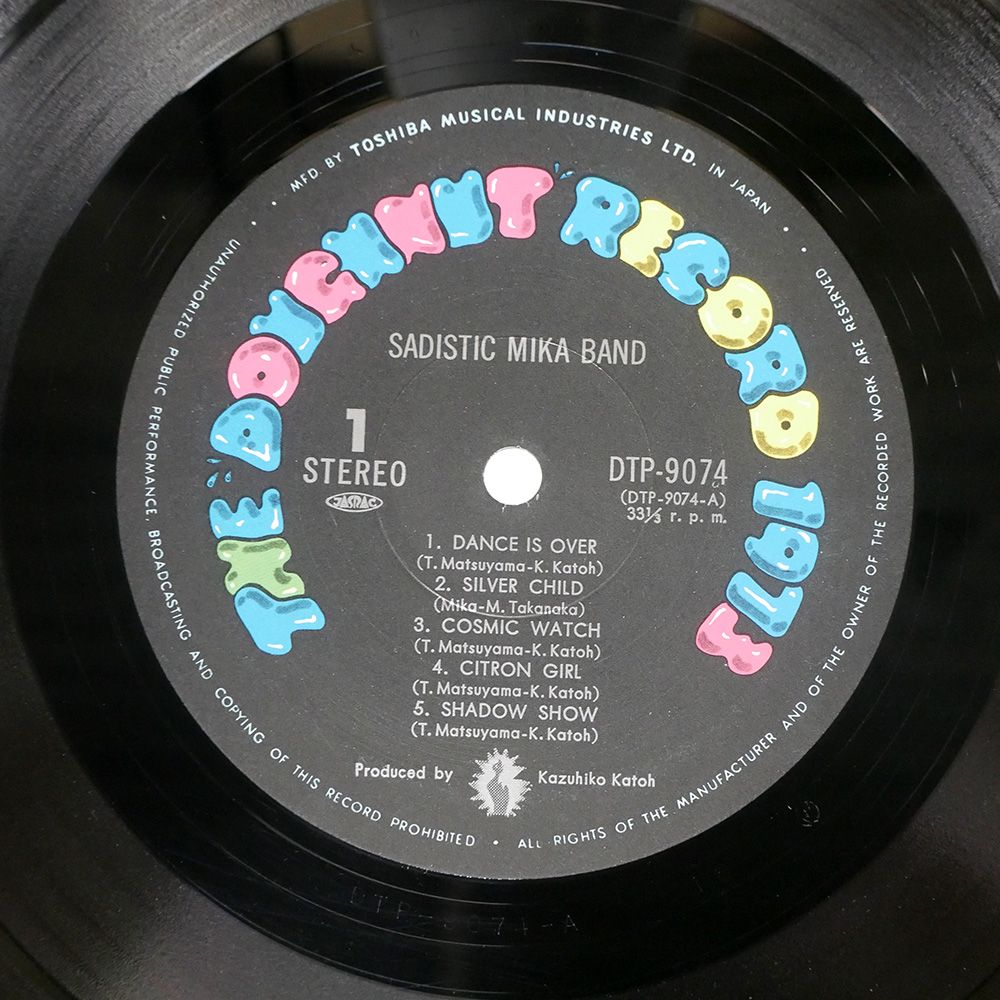 MFD. BY TOSHIBA MUSICAL INDUSTRIES LTD. IN JAPAN
THE DOUGHNUT RECORD 1973
SADISTIC MIKA BAND
1
STEREO
JASRAC
DTP-9074
(DTP-9074-A)
33⅓ r. p. m.
1. DANCE IS OVER
(T. Matsuyama-K. Katoh)
2. SILVER CHILD
(Mika-M. Takanaka)
3. COSMIC WATCH
(T. Matsuyama-K. Katoh)
4. CITRON GIRL
(T. Matsuyama-K. Katoh)
5. SHADOW SHOW
(T. Matsuyama-K. Katoh)
Produced by Kazuhiko Katoh
UNAUTHORIZED PUBLIC PERFORMANCE, BROADCASTING AND COPYING OF THIS RECORD PROHIBITED • ALL RIGHTS OF THE MANUFACTURER AND OF THE OWNER OF THE RECORDED WORK ARE RESERVED
DTP-9074-A